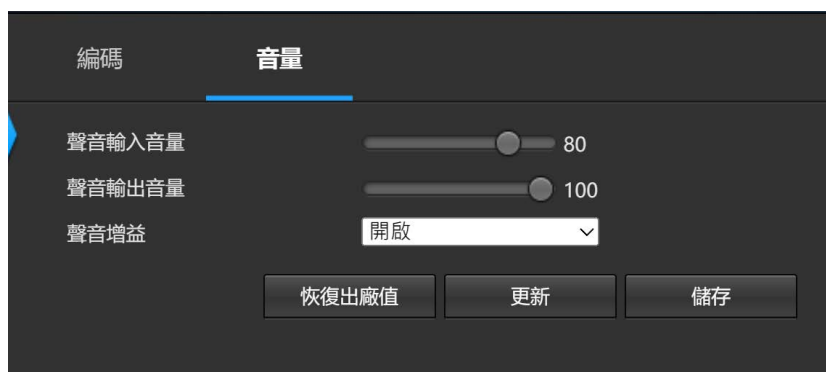 編碼 音量
聲音輸入音量 80
聲音輸出音量 100
聲音增益 開啟
恢復出廠值 更新 儲存